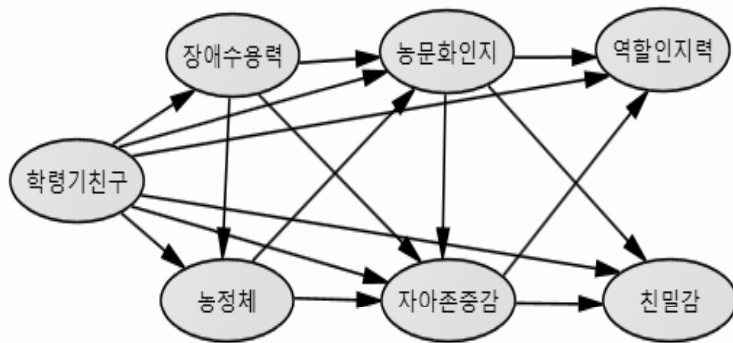 장애수용력
농문화인지
역할인지력
학령기친구
농정체
자아존중감
친밀감